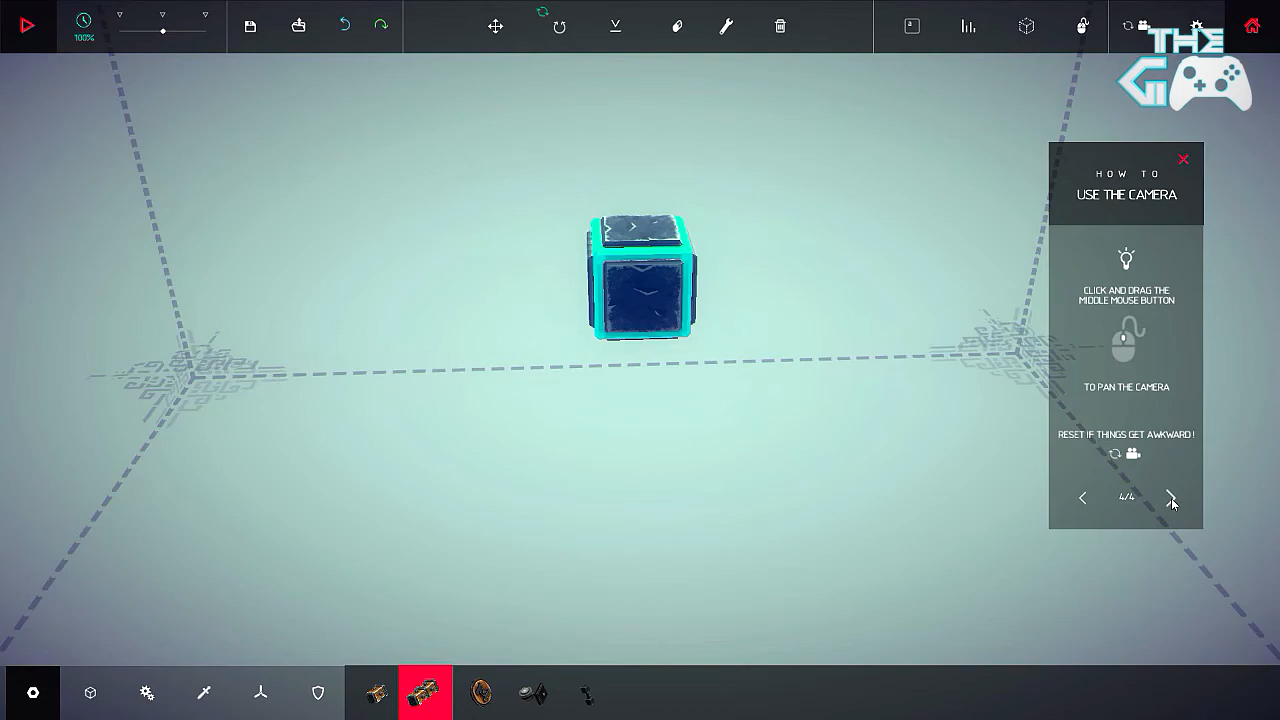 100%
THE
G
HOW TO
USE THE CAMERA
CLICK AND DRAG THE
MIDDLE MOUSE BUTTON
TO PAN THE CAMERA
RESET IF THINGS GET AWKWARD!
4/4